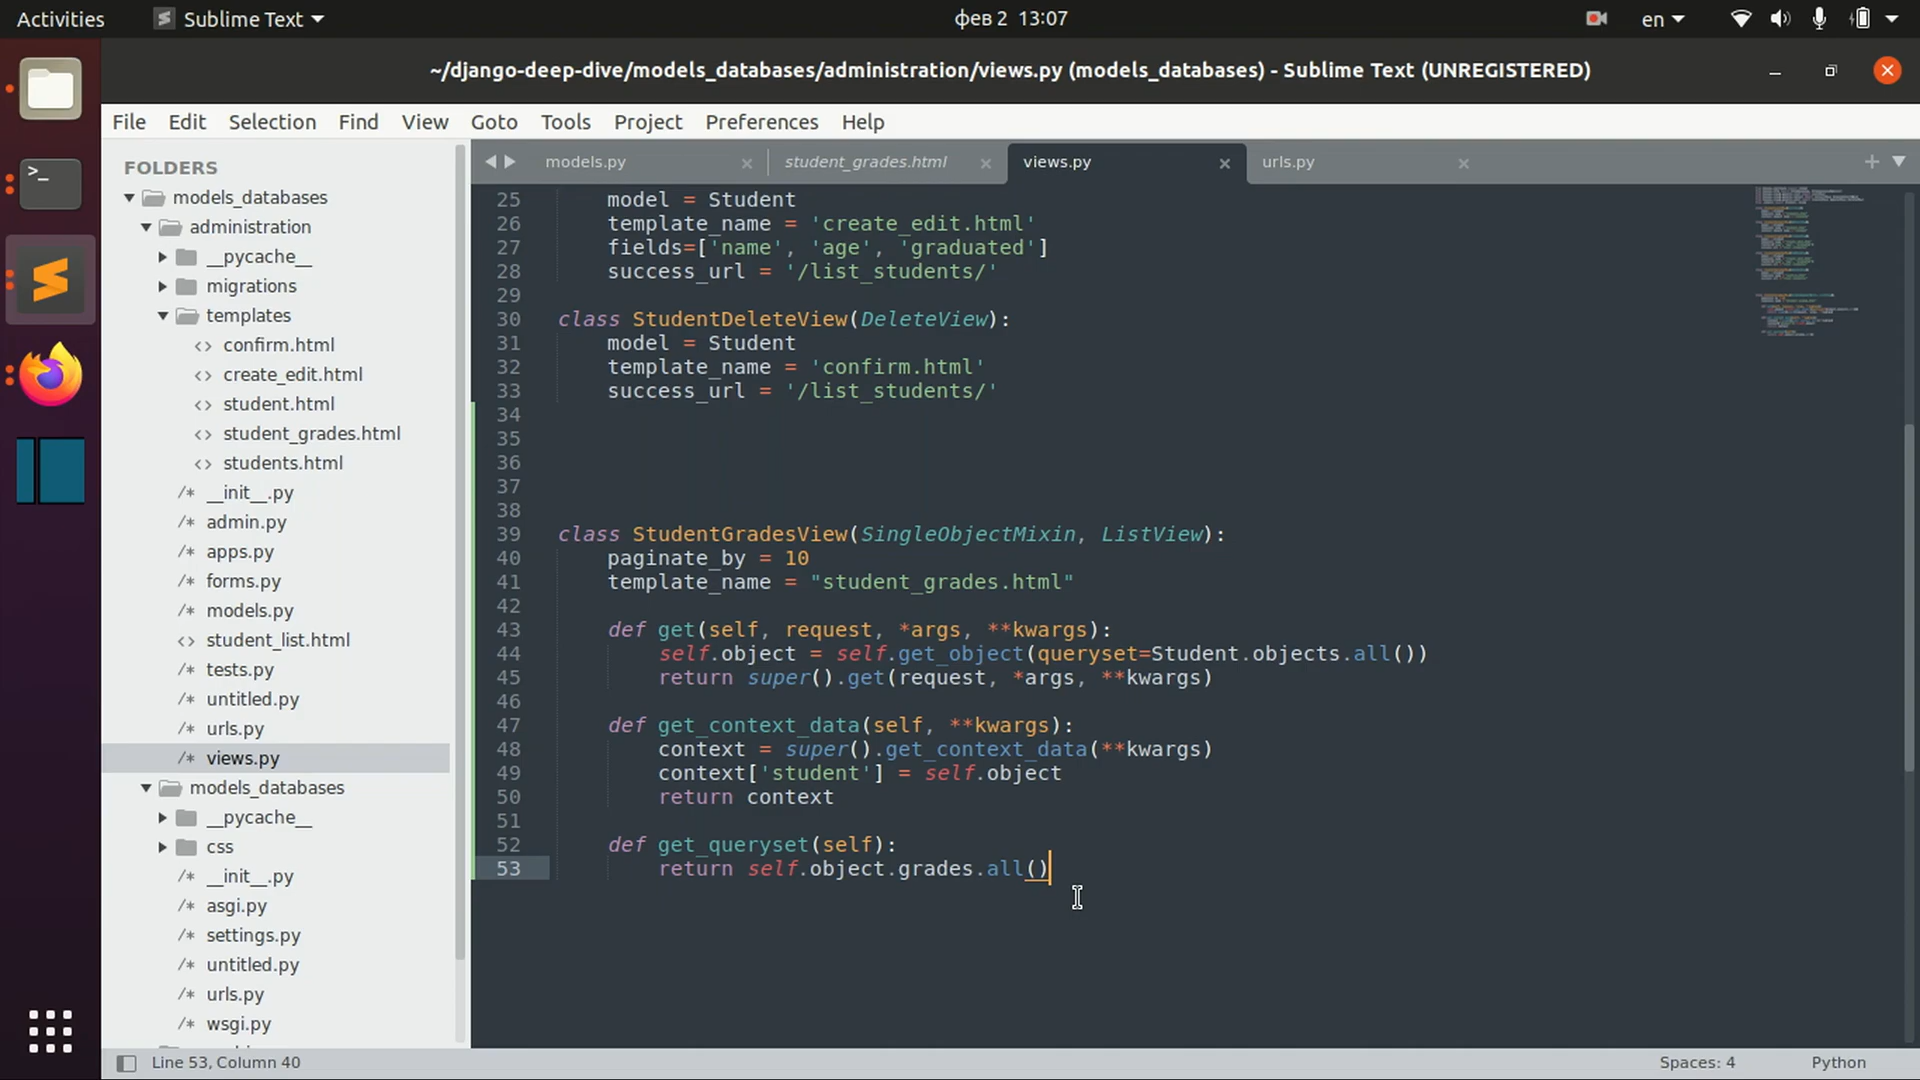 Activities
Sublime Text
фев 2 13:07
en
~/django-deep-dive/models_databases/administration/views.py (models_databases) - Sublime Text (UNREGISTERED)
File Edit Selection Find View Goto Tools Project Preferences Help
FOLDERS
models_databases
administration
__pycache__
migrations
templates
<> confirm.html
<> create_edit.html
<> student.html
<> student_grades.html
<> students.html
/* __init__.py
/* admin.py
/* apps.py
/* forms.py
/* models.py
<> student_list.html
/* tests.py
/* untitled.py
/* urls.py
/* views.py
models_databases
__pycache__
css
/* __init__.py
/* asgi.py
/* settings.py
/* untitled.py
/* urls.py
/* wsgi.py
models.py
student_grades.html
views.py
urls.py
25 model = Student
26 template_name = 'create_edit.html'
27 fields=['name', 'age', 'graduated']
28 success_url = '/list_students/'
29
30 class StudentDeleteView(DeleteView):
31 model = Student
32 template_name = 'confirm.html'
33 success_url = '/list_students/'
34
35
36
37
38
39 class StudentGradesView(SingleObjectMixin, ListView):
40 paginate_by = 10
41 template_name = "student_grades.html"
42
43 def get(self, request, *args, **kwargs):
44 self.object = self.get_object(queryset=Student.objects.all())
45 return super().get(request, *args, **kwargs)
46
47 def get_context_data(self, **kwargs):
48 context = super().get_context_data(**kwargs)
49 context['student'] = self.object
50 return context
51
52 def get_queryset(self):
53 return self.object.grades.all()
Line 53, Column 40
Spaces: 4
Python